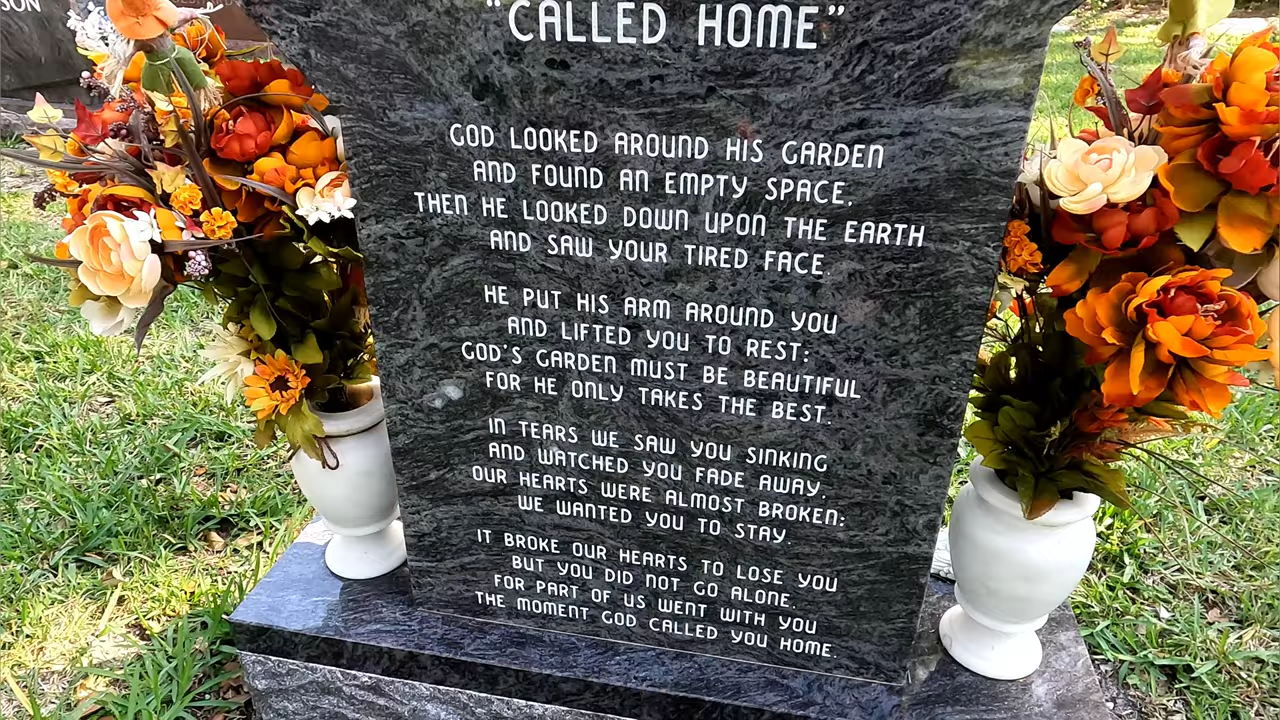 SON
"CALLED HOME"
GOD LOOKED AROUND HIS GARDEN
AND FOUND AN EMPTY SPACE,
THEN HE LOOKED DOWN UPON THE EARTH
AND SAW YOUR TIRED FACE.
HE PUT HIS ARM AROUND YOU
AND LIFTED YOU TO REST:
GOD'S GARDEN MUST BE BEAUTIFUL
FOR HE ONLY TAKES THE BEST.
IN TEARS WE SAW YOU SINKING
AND WATCHED YOU FADE AWAY,
OUR HEARTS WERE ALMOST BROKEN:
WE WANTED YOU TO STAY.
IT BROKE OUR HEARTS TO LOSE YOU
BUT YOU DID NOT GO ALONE.
FOR PART OF US WENT WITH YOU
THE MOMENT GOD CALLED YOU HOME.